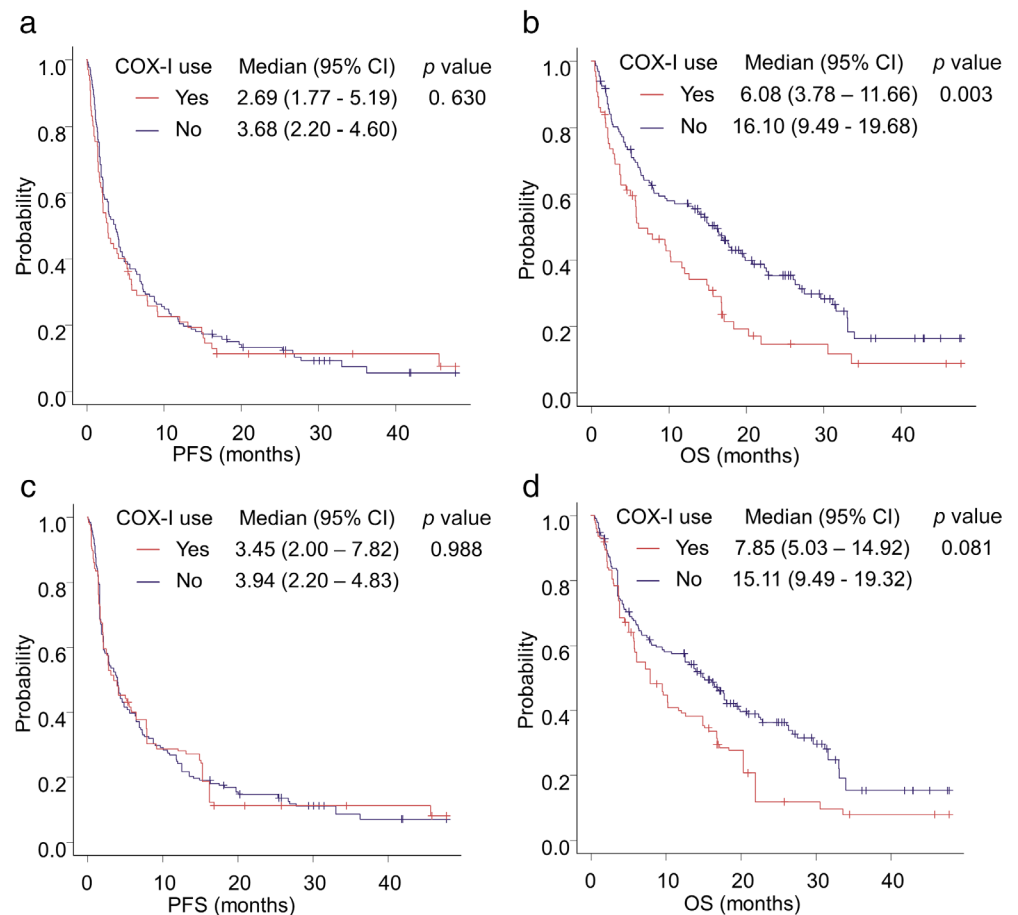 a
COX-I use Median (95% CI) p value
Yes 2.69 (1.77 - 5.19) 0. 630
No 3.68 (2.20 - 4.60)
1.0
0.8
0.6
0.4
0.2
0.0
Probability
0 10 20 30 40
PFS (months)
b
COX-I use Median (95% CI) p value
Yes 6.08 (3.78 – 11.66) 0.003
No 16.10 (9.49 - 19.68)
1.0
0.8
0.6
0.4
0.2
0.0
Probability
0 10 20 30 40
OS (months)
c
COX-I use Median (95% CI) p value
Yes 3.45 (2.00 – 7.82) 0.988
No 3.94 (2.20 – 4.83)
1.0
0.8
0.6
0.4
0.2
0.0
Probability
0 10 20 30 40
PFS (months)
d
COX-I use Median (95% CI) p value
Yes 7.85 (5.03 – 14.92) 0.081
No 15.11 (9.49 - 19.32)
1.0
0.8
0.6
0.4
0.2
0.0
Probability
0 10 20 30 40
OS (months)